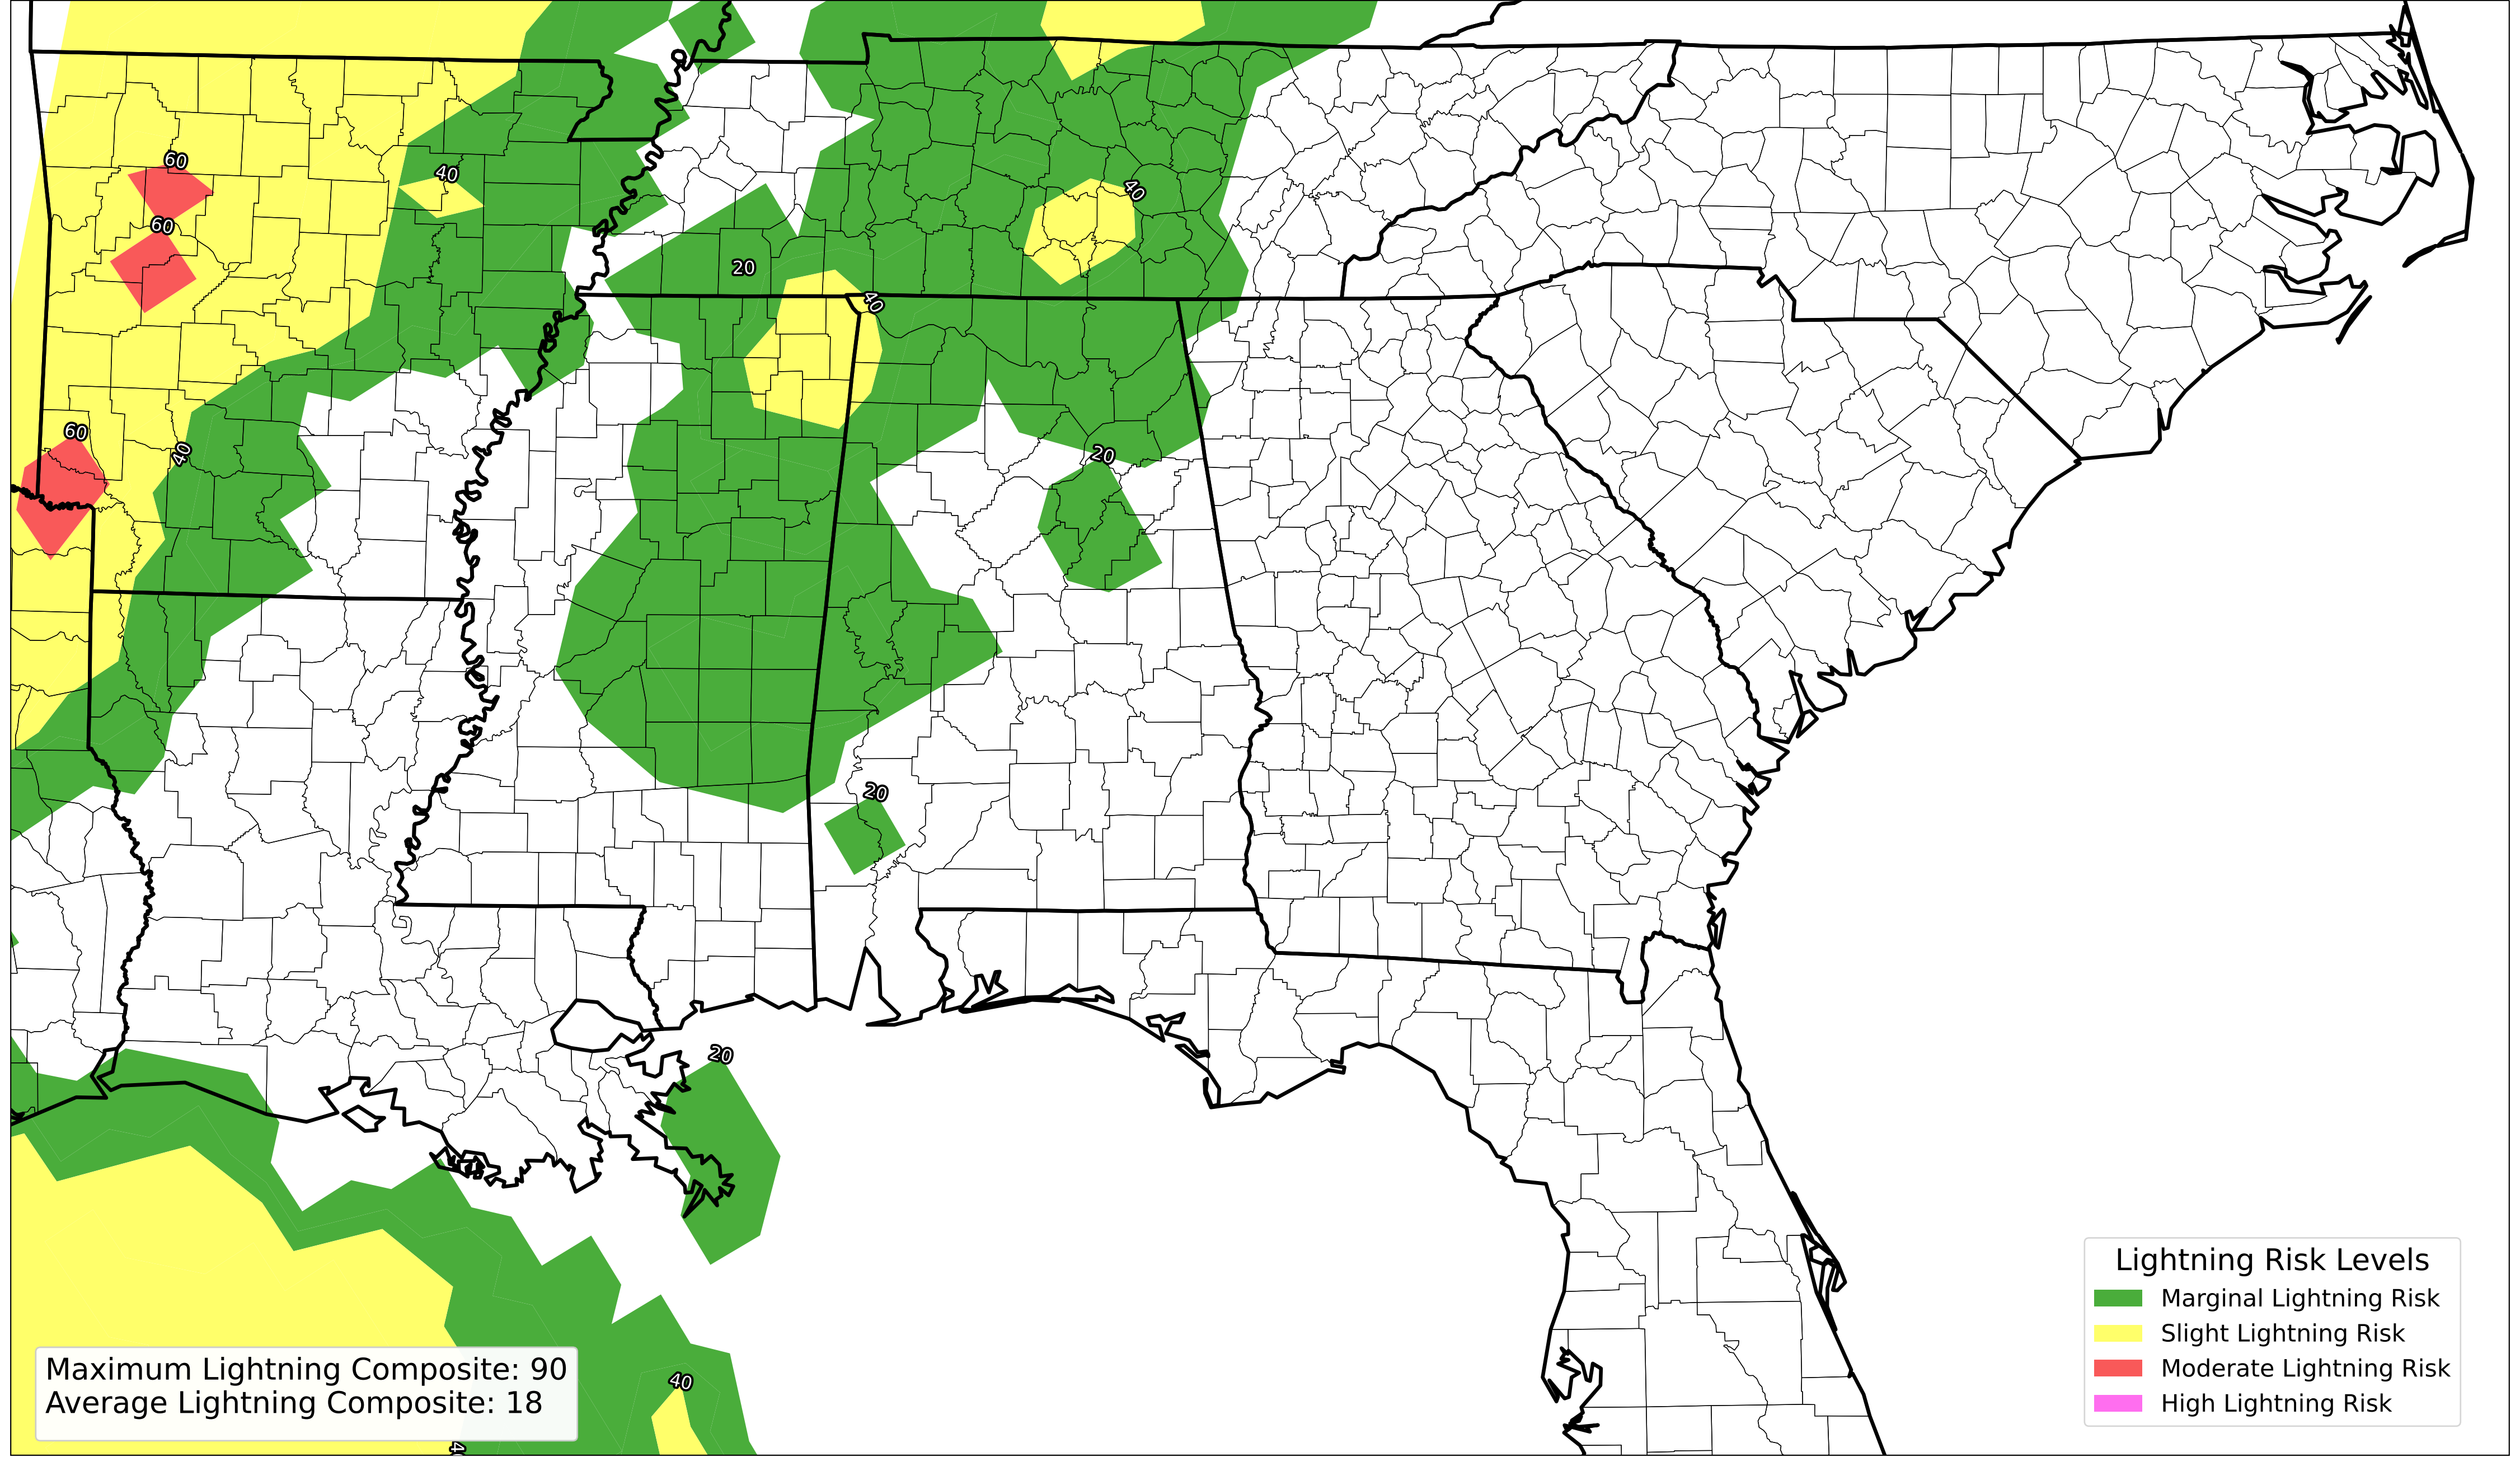 60
40
60
40
20
40
60
40
20
20
20
40
4
Maximum Lightning Composite: 90
Average Lightning Composite: 18
Lightning Risk Levels
Marginal Lightning Risk
Slight Lightning Risk
Moderate Lightning Risk
High Lightning Risk